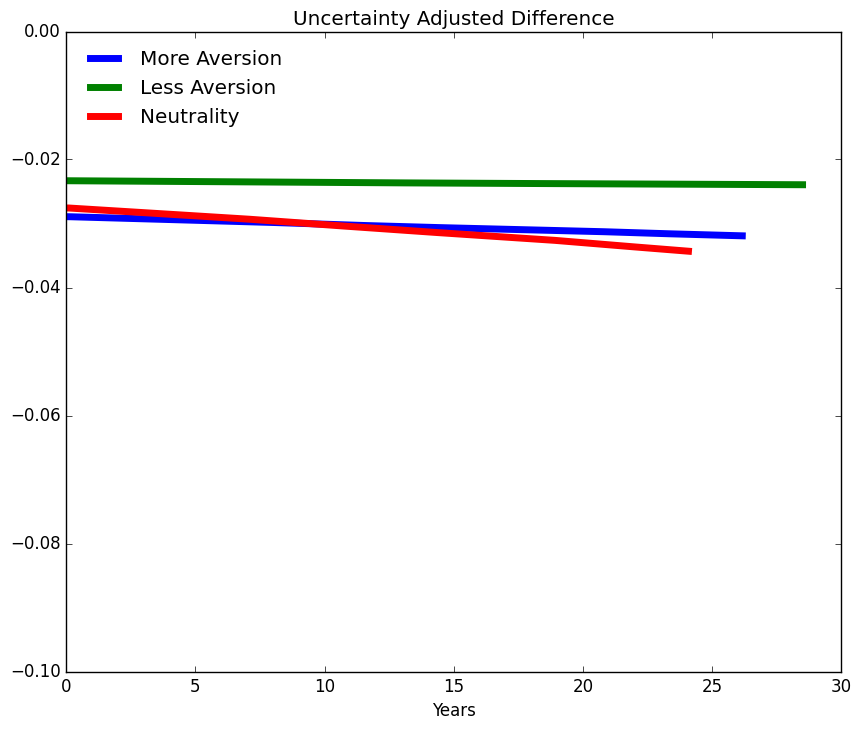 Uncertainty Adjusted Difference
0.00
More Aversion
Less Aversion
Neutrality
−0.02
−0.04
−0.06
−0.08
−0.10
0 5 10 15 20 25 30
Years